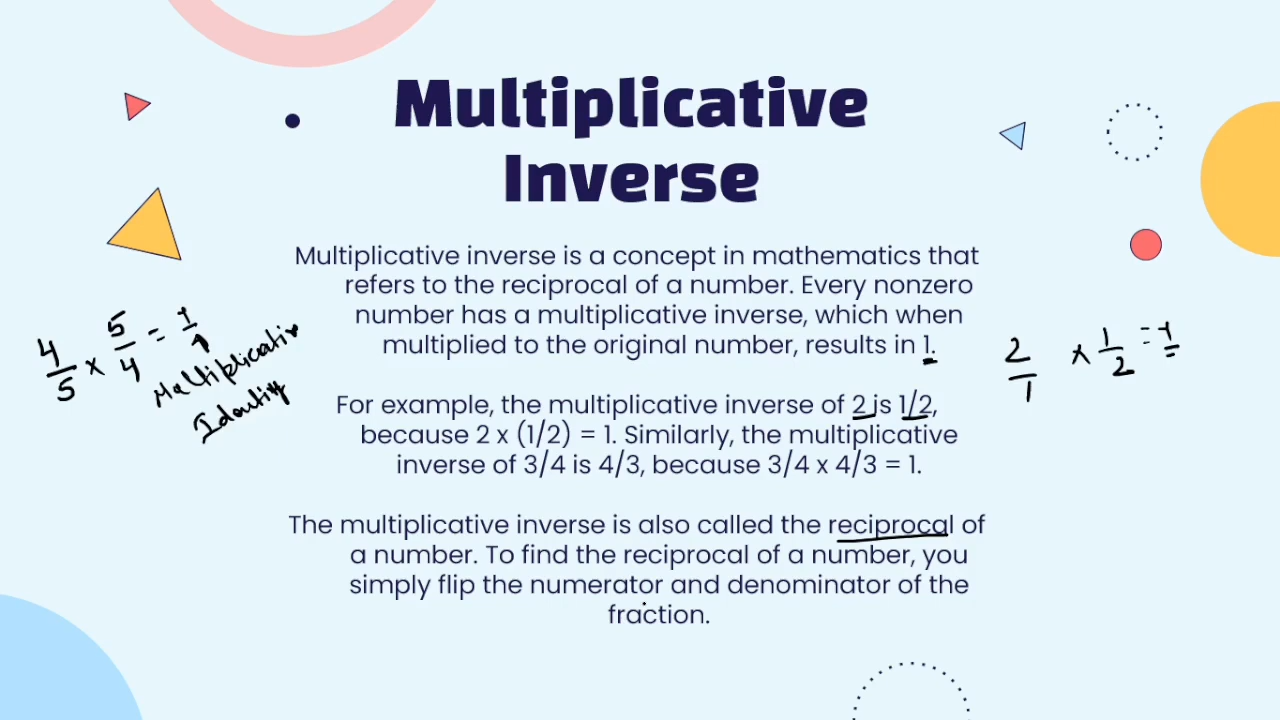 Multiplicative
Inverse
Multiplicative inverse is a concept in mathematics that
refers to the reciprocal of a number. Every nonzero
number has a multiplicative inverse, which when
multiplied to the original number, results in 1.
For example, the multiplicative inverse of 2 is 1/2,
because 2 x (1/2) = 1. Similarly, the multiplicative
inverse of 3/4 is 4/3, because 3/4 x 4/3 = 1.
The multiplicative inverse is also called the reciprocal of
a number. To find the reciprocal of a number, you
simply flip the numerator and denominator of the
fraction.
4/5 x 5/4 = 1
Multiplicative
Identity
2/1 x 1/2 = 1